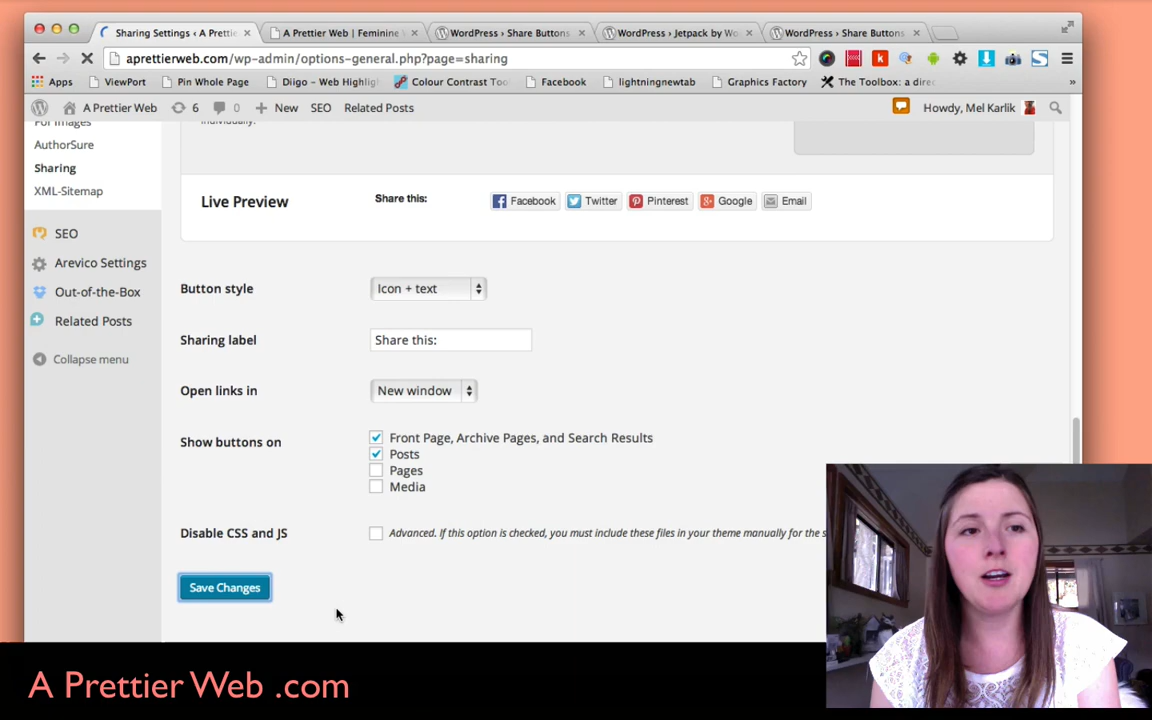 Sharing Settings ‹ A Prettie
A Prettier Web | Feminine
WordPress › Share Buttons
WordPress › Jetpack by Wo
WordPress › Share Buttons
aprettierweb.com/wp-admin/options-general.php?page=sharing
Apps ViewPort Pin Whole Page Diigo – Web Highlig Colour Contrast Too Facebook lightningnewtab Graphics Factory The Toolbox: a direc »
A Prettier Web 6 0 New SEO Related Posts Howdy, Mel Karlik
For Images
individually.
AuthorSure
Sharing
XML-Sitemap
Live Preview Share this: Facebook Twitter Pinterest Google Email
SEO
Arevico Settings
Out-of-the-Box
Related Posts
Collapse menu
Button style Icon + text
Sharing label Share this:
Open links in New window
Show buttons on Front Page, Archive Pages, and Search Results
Posts
Pages
Media
Disable CSS and JS Advanced. If this option is checked, you must include these files in your theme manually for the s
Save Changes
A Prettier Web .com